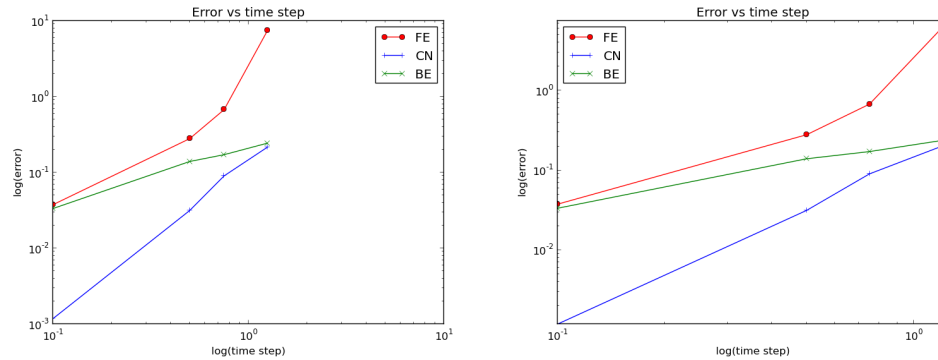 Error vs time step
10^1
10^0
10^-1
10^-2
10^-3
log(error)
FE
CN
BE
10^-1
10^0
10^1
log(time step)
Error vs time step
10^0
10^-1
10^-2
log(error)
FE
CN
BE
10^-1
10^0
log(time step)